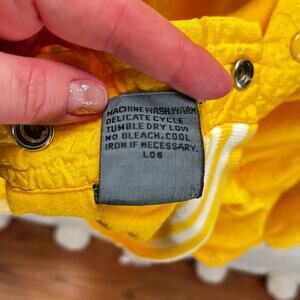 MACHINE WASH WARM
DELICATE CYCLE
TUMBLE DRY LOW
NO BLEACH, COOL
IRON IF NECESSARY.
L06